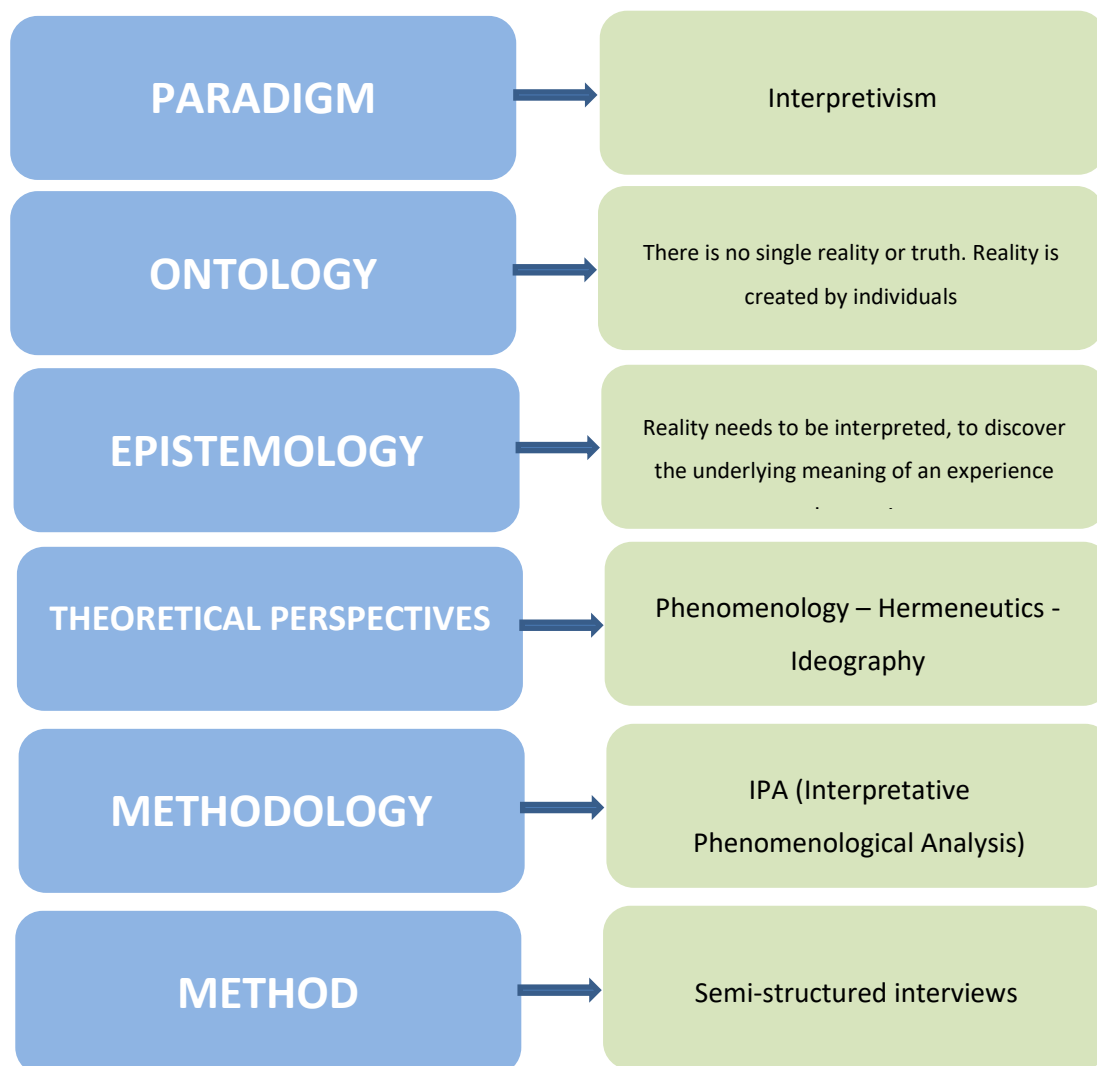 PARADIGM
Interpretivism
ONTOLOGY
There is no single reality or truth. Reality is
created by individuals
EPISTEMOLOGY
Reality needs to be interpreted, to discover
the underlying meaning of an experience
THEORETICAL PERSPECTIVES
Phenomenology – Hermeneutics -
Ideography
METHODOLOGY
IPA (Interpretative
Phenomenological Analysis)
METHOD
Semi-structured interviews